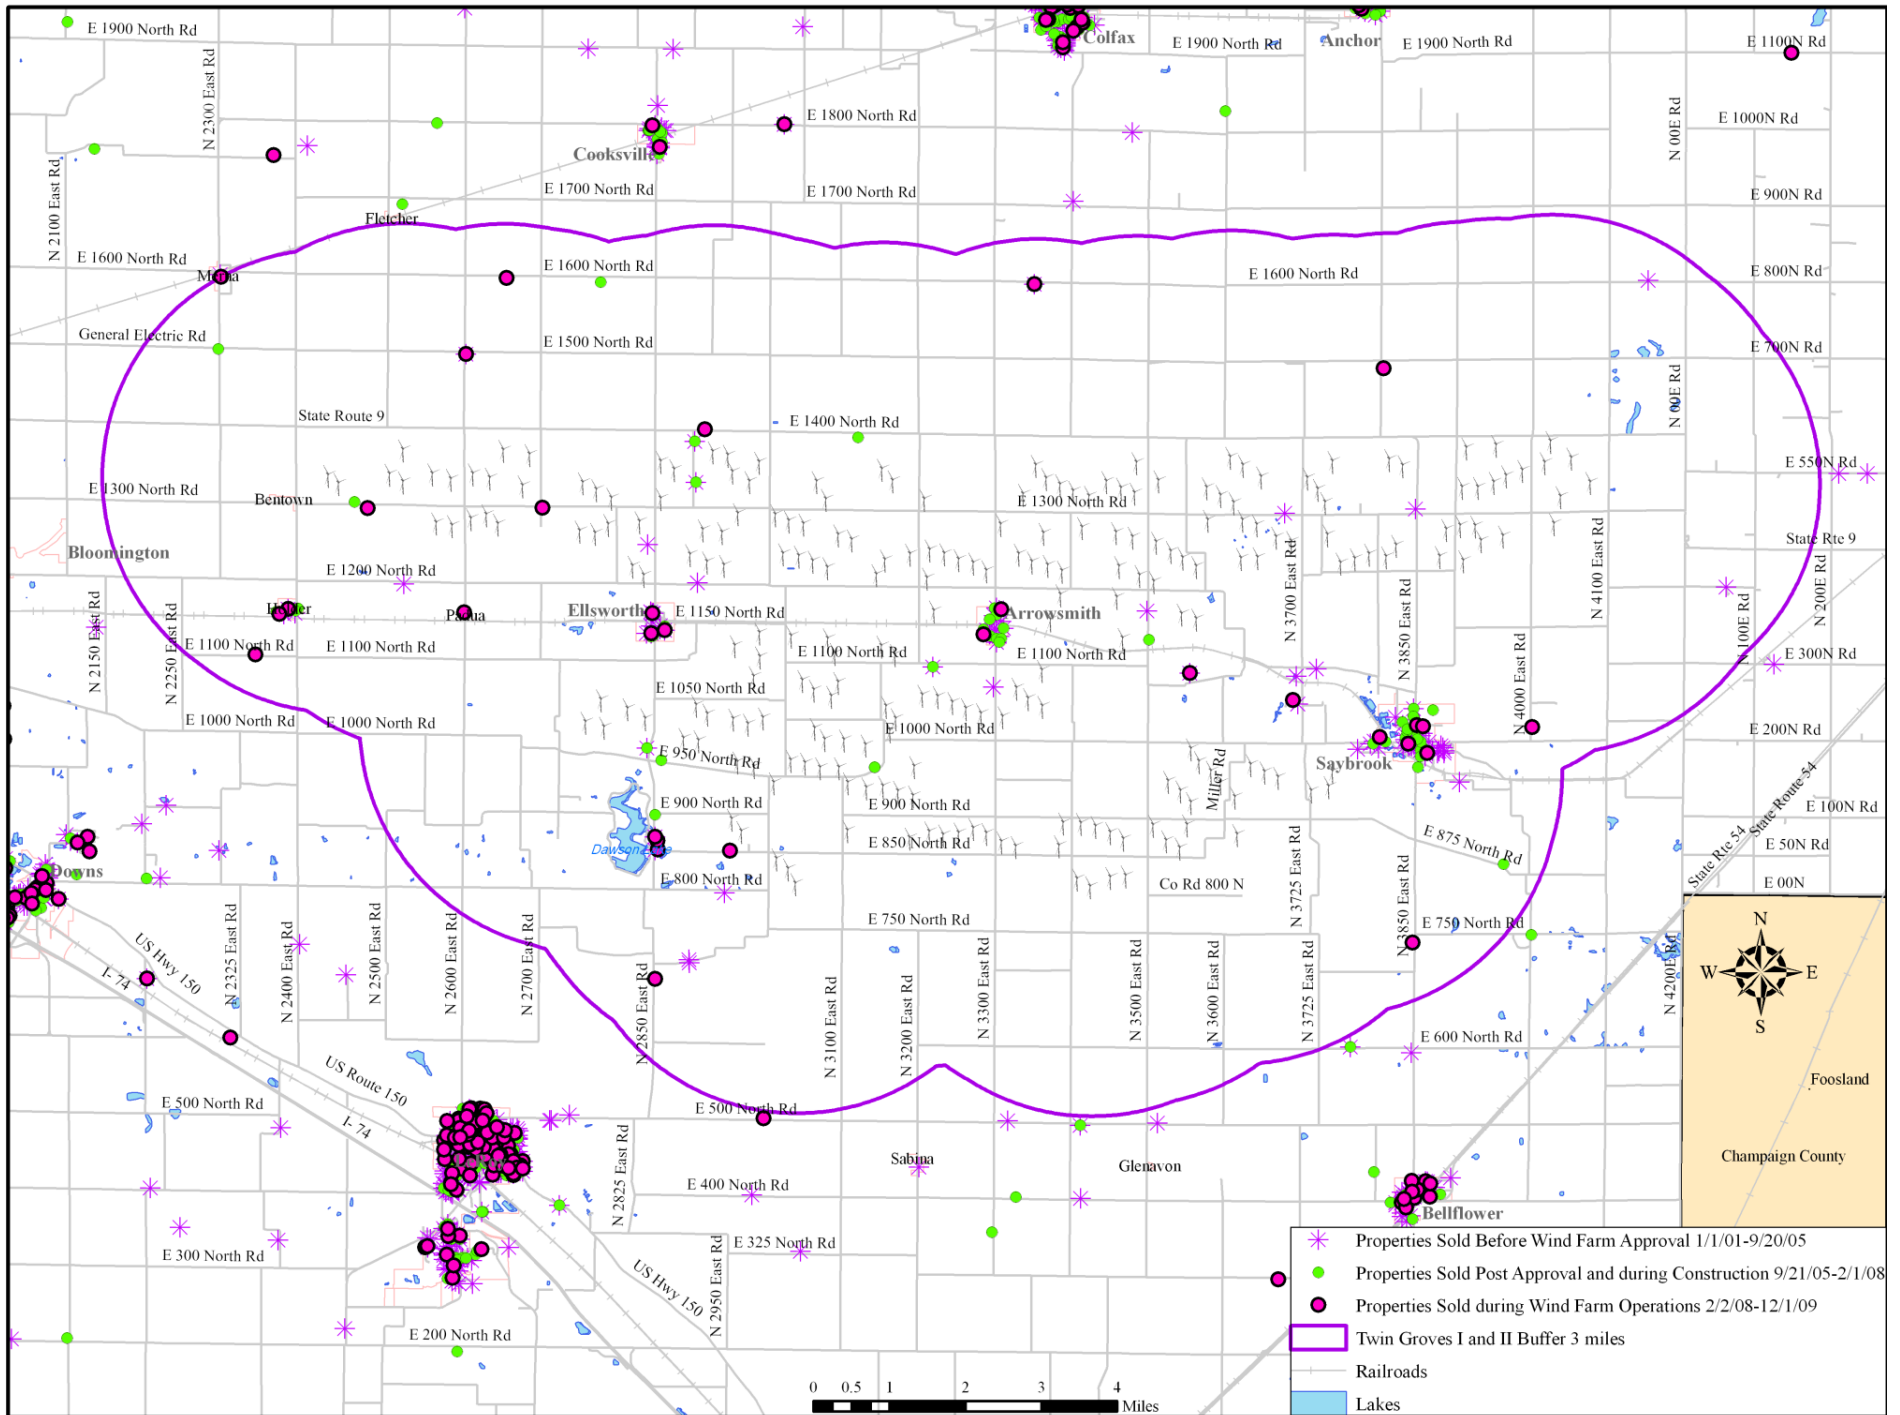 E 1900 North Rd
Colfax
E 1900 North Rd
Anchor
E 1900 North Rd
E 1100N Rd
N 2300 East Rd
E 1800 North Rd
E 1000N Rd
N 00E Rd
Cooksville
E 1700 North Rd
E 1700 North Rd
E 900N Rd
N 2100 East Rd
Fletcher
E 1600 North Rd
E 1600 North Rd
E 1600 North Rd
E 800N Rd
General Electric Rd
E 1500 North Rd
E 700N Rd
N 00E Rd
State Route 9
E 1400 North Rd
E 550N Rd
E 1300 North Rd
Bentown
E 1300 North Rd
Bloomington
State Rte 9
E 1200 North Rd
N 3700 East Rd
N 3850 East Rd
N 4100 East Rd
N 200E Rd
N 2150 East Rd
N 2250 East Rd
Padua
Ellsworth
E 1150 North Rd
Arrowsmith
N 1100E Rd
E 1100 North Rd
E 1100 North Rd
E 1100 North Rd
E 1100 North Rd
E 300N Rd
E 1050 North Rd
N 4000 East Rd
E 1000 North Rd
E 1000 North Rd
E 1000 North Rd
E 200N Rd
E 950 North Rd
Saybrook
Miller Rd
State Route 54
E 900 North Rd
E 900 North Rd
E 100N Rd
E 875 North Rd
State Rte 54
Dawson
E 850 North Rd
E 50N Rd
Downs
E 800 North Rd
Co Rd 800 N
E 00N
N 3725 East Rd
N 3850 East Rd
E 750 North Rd
E 750 North Rd
US Hwy 150
I- 74
N 2325 East Rd
N 2400 East Rd
N 2500 East Rd
N 2600 East Rd
N 2700 East Rd
N 2850 East Rd
N 3100 East Rd
N 3200 East Rd
N 3300 East Rd
N 3500 East Rd
N 3600 East Rd
N 3725 East Rd
N 4200E Rd
N
W E
S
E 600 North Rd
US Route 150
Foosland
E 500 North Rd
E 500 North Rd
I- 74
N 2825 East Rd
Sabina
Glenavon
Champaign County
E 400 North Rd
Bellflower
E 300 North Rd
E 325 North Rd
US Hwy 150
N 2950 East Rd
E 200 North Rd
Properties Sold Before Wind Farm Approval 1/1/01-9/20/05
Properties Sold Post Approval and during Construction 9/21/05-2/1/08
Properties Sold during Wind Farm Operations 2/2/08-12/1/09
Twin Groves I and II Buffer 3 miles
Railroads
Lakes
0 0.5 1 2 3 4
Miles